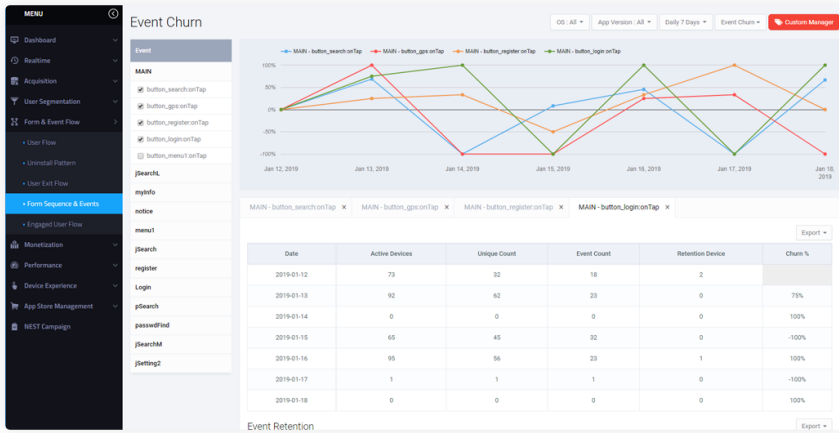 MENU
Dashboard
Realtime
Acquisition
User Segmentation
Form & Event Flow
• User Flow
• Uninstall Pattern
• User Exit Flow
• Form Sequence & Events
• Engaged User Flow
Monetization
Performance
Device Experience
App Store Management
NEST Campaign
Event Churn
OS : All
App Version : All
Daily 7 Days
Event Churn
Custom Manager
Event
MAIN
button_search:onTap
button_gps:onTap
button_register:onTap
button_login:onTap
button_menu1:onTap
jSearchL
myInfo
notice
menu1
jSearch
register
Login
pSearch
passwdFind
jSearchM
jSetting2
MAIN - button_search:onTap MAIN - button_gps:onTap MAIN - button_register:onTap MAIN - button_login:onTap
100%
50%
0%
-50%
-100%
Jan 12, 2019 Jan 13, 2019 Jan 14, 2019 Jan 15, 2019 Jan 16, 2019 Jan 17, 2019 Jan 18, 2019
MAIN - button_search:onTap × MAIN - button_gps:onTap × MAIN - button_register:onTap × MAIN - button_login:onTap ×
Export
Date Active Devices Unique Count Event Count Retention Device Churn %
2019-01-12 73 32 18 2
2019-01-13 92 62 23 0 75%
2019-01-14 0 0 0 0 100%
2019-01-15 65 45 32 0 -100%
2019-01-16 95 56 23 1 100%
2019-01-17 1 1 1 0 -100%
2019-01-18 0 0 0 0 100%
Event Retention
Export